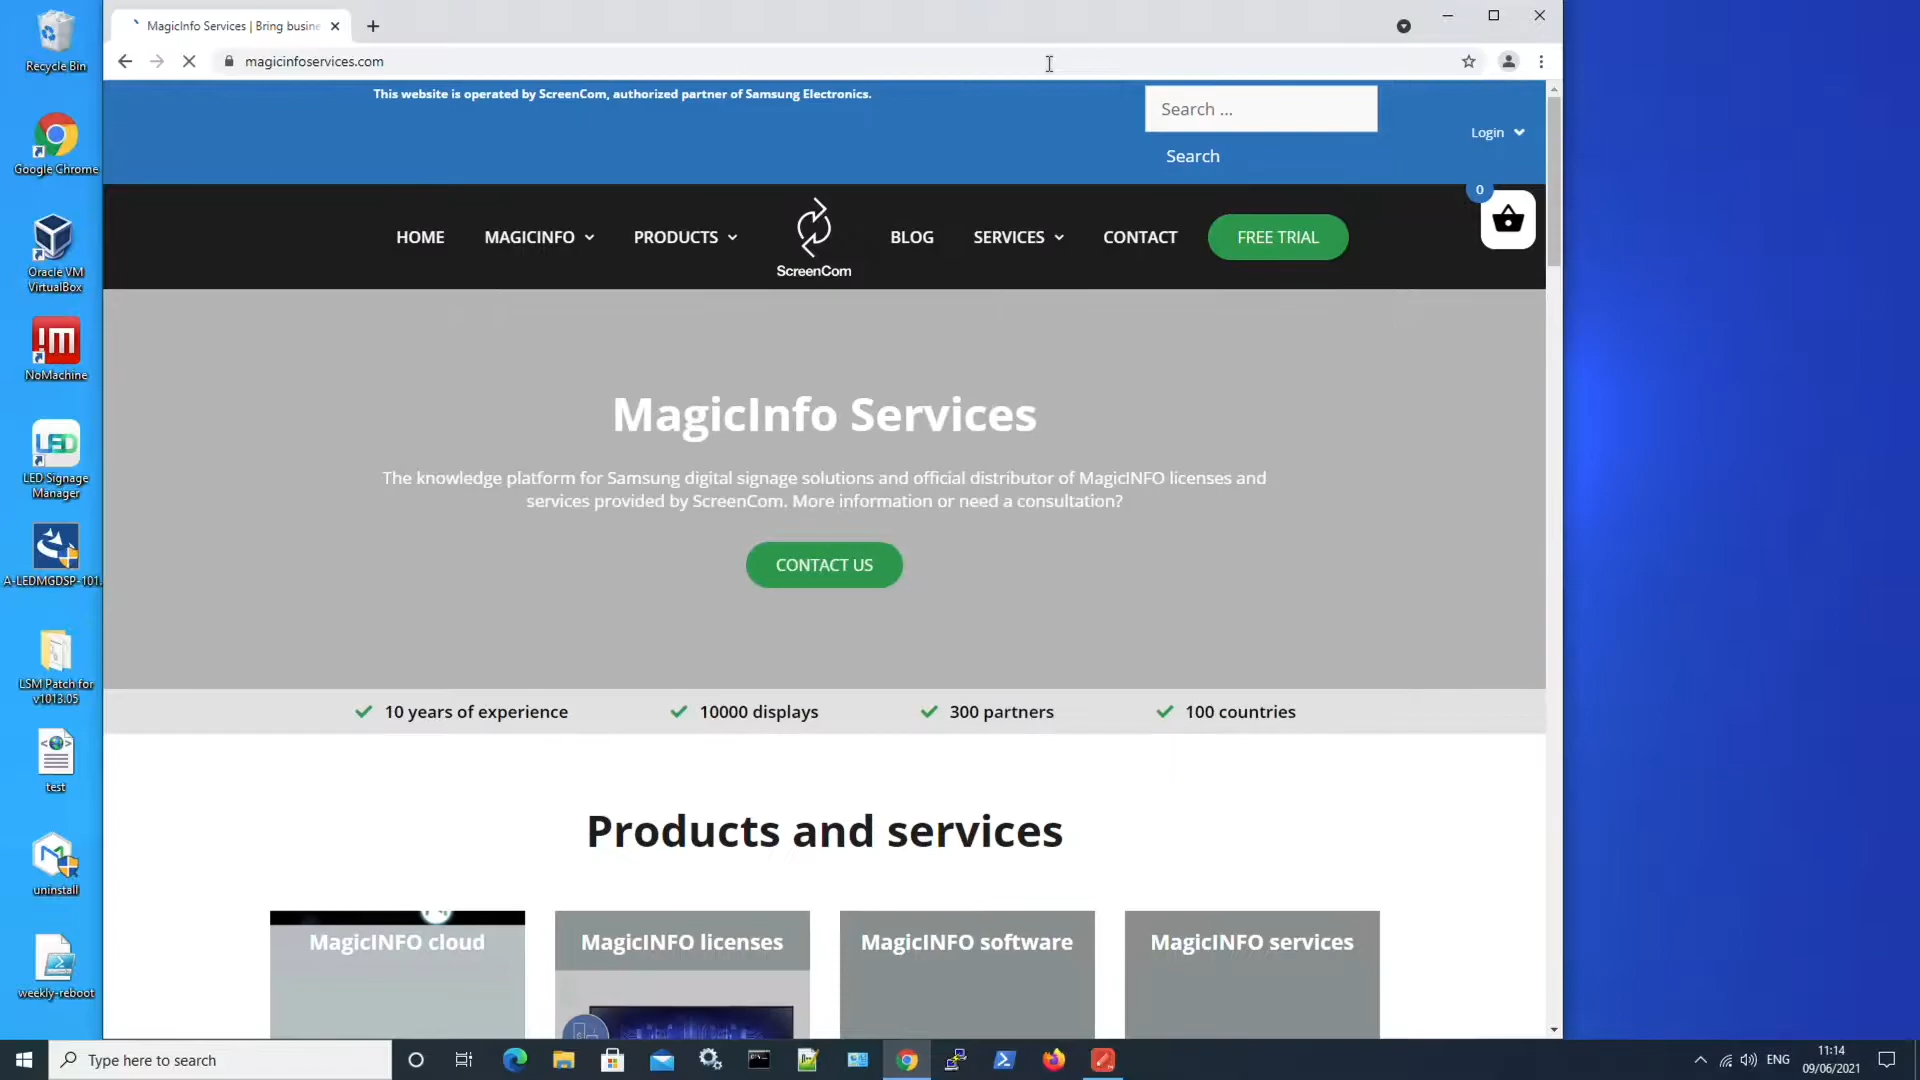 MagicInfo Services | Bring busine
magicinfoservices.com
This website is operated by ScreenCom, authorized partner of Samsung Electronics.
Search ...
Search
Login
0
HOME
MAGICINFO
PRODUCTS
ScreenCom
BLOG
SERVICES
CONTACT
FREE TRIAL
MagicInfo Services
The knowledge platform for Samsung digital signage solutions and official distributor of MagicINFO licenses and
services provided by ScreenCom. More information or need a consultation?
CONTACT US
10 years of experience
10000 displays
300 partners
100 countries
Products and services
MagicINFO cloud
MagicINFO licenses
MagicINFO software
MagicINFO services
Recycle Bin
Google Chrome
Oracle VM
VirtualBox
NoMachine
LED
LED Signage
Manager
A-LEDMGDSP-101.
LSM Patch for
v1013.05
test
uninstall
weekly-reboot
Type here to search
ENG
11:14
09/06/2021